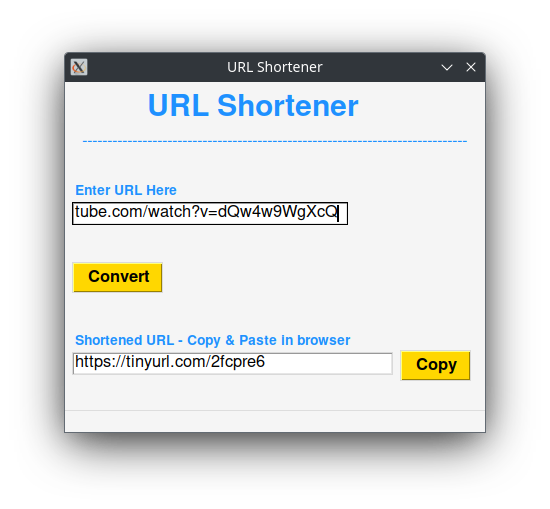 URL Shortener
URL Shortener
-----------------------------------------------------------------------------
Enter URL Here
tube.com/watch?v=dQw4w9WgXcQ
Convert
Shortened URL - Copy & Paste in browser
https://tinyurl.com/2fcpre6
Copy